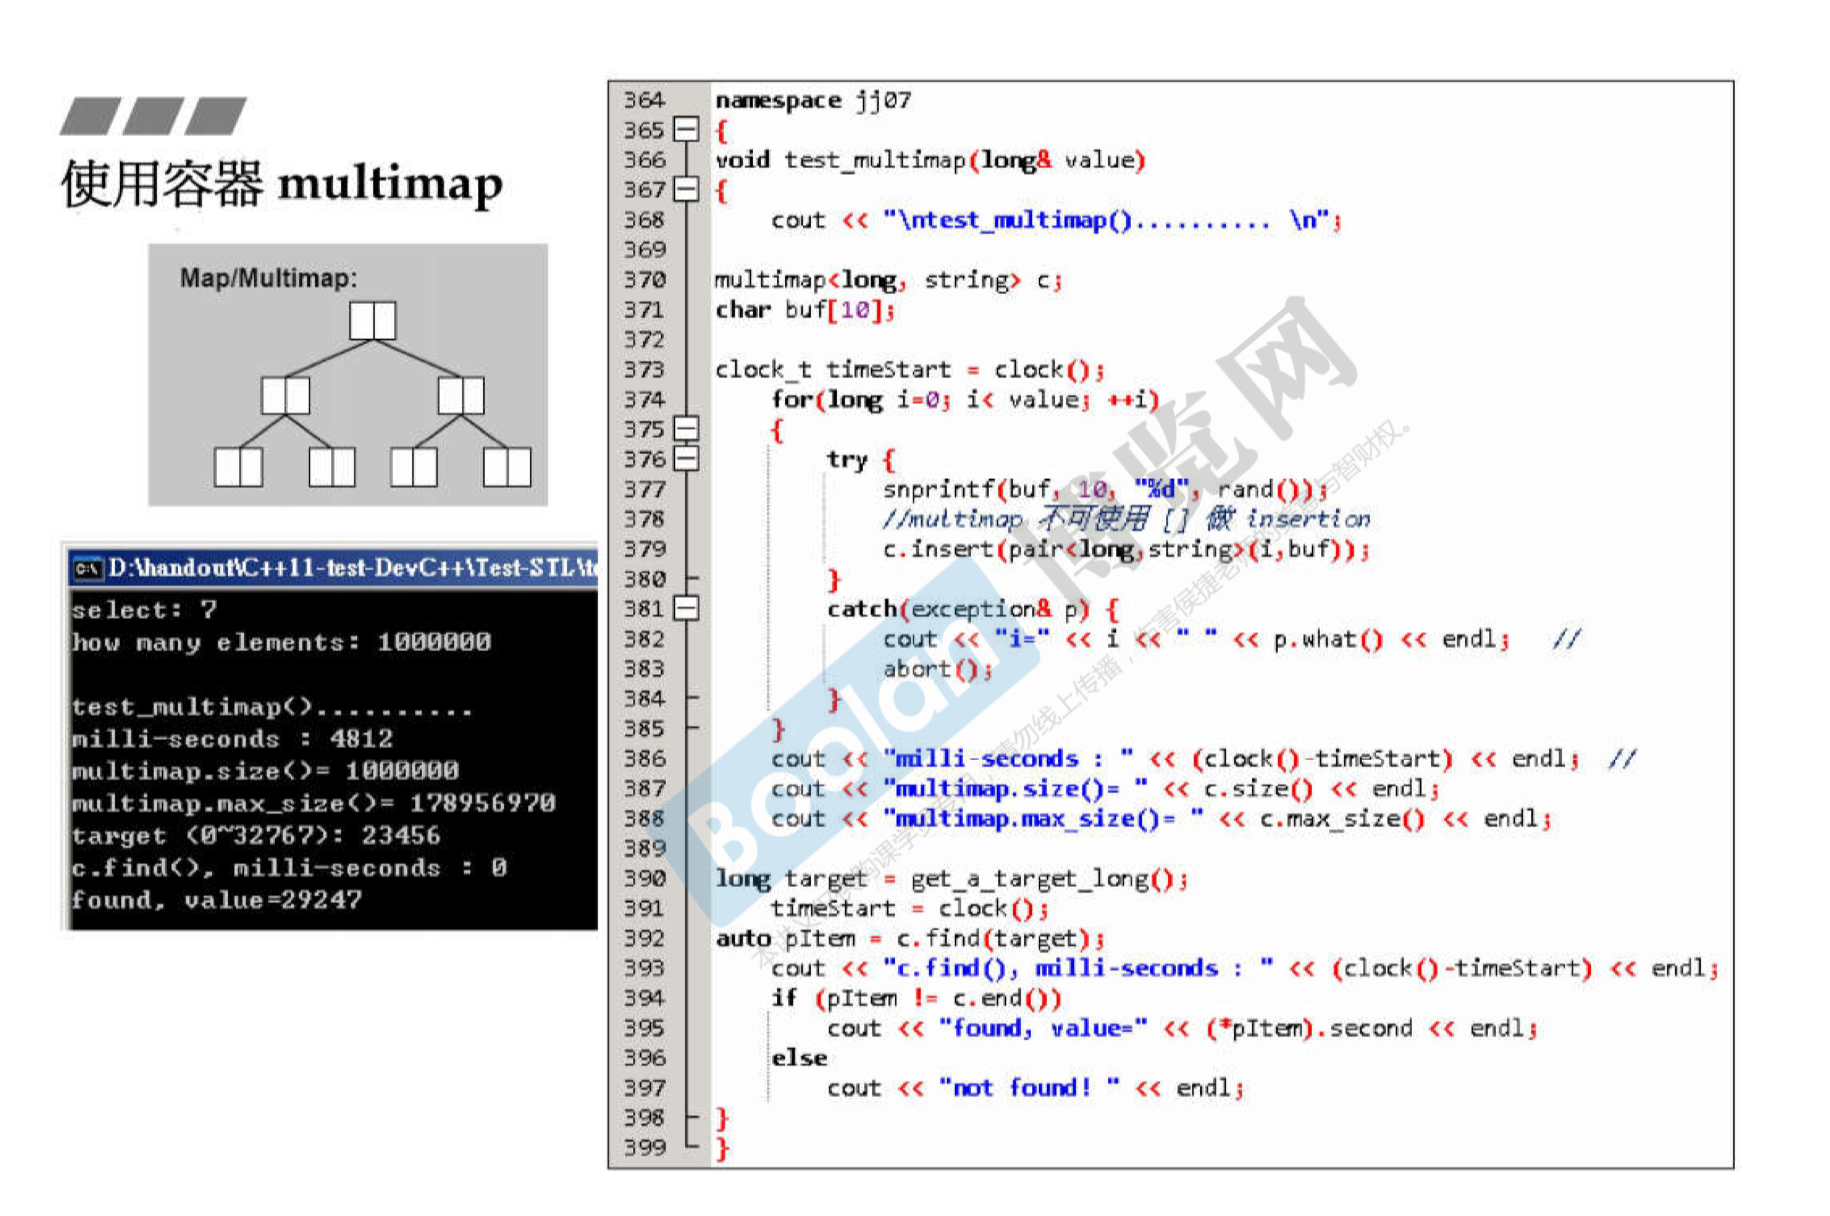 使用容器 multimap
Map/Multimap:
D:\handout\C++11-test-DevC++\Test-STL\te
select: 7
how many elements: 1000000
test_multimap()..........
milli-seconds : 4812
multimap.size()= 1000000
multimap.max_size()= 178956970
target (0~32767): 23456
c.find(), milli-seconds : 0
found, value=29247
364 namespace jj07
365 {
366 void test_multimap(long& value)
367 {
368 cout << "\ntest_multimap().......... \n";
369
370 multimap<long, string> c;
371 char buf[10];
372
373 clock_t timeStart = clock();
374 for(long i=0; i< value; ++i)
375 {
376 try {
377 snprintf(buf, 10, "%d", rand());
378 //multimap 不可使用 [] 做 insertion
379 c.insert(pair<long,string>(i,buf));
380 }
381 catch(exception& p) {
382 cout << "i=" << i << " " << p.what() << endl; //
383 abort();
384 }
385 }
386 cout << "milli-seconds : " << (clock()-timeStart) << endl; //
387 cout << "multimap.size()= " << c.size() << endl;
388 cout << "multimap.max_size()= " << c.max_size() << endl;
389
390 long target = get_a_target_long();
391 timeStart = clock();
392 auto pItem = c.find(target);
393 cout << "c.find(), milli-seconds : " << (clock()-timeStart) << endl;
394 if (pItem != c.end())
395 cout << "found, value=" << (*pItem).second << endl;
396 else
397 cout << "not found! " << endl;
398 }
399 }
Boolan 博览网